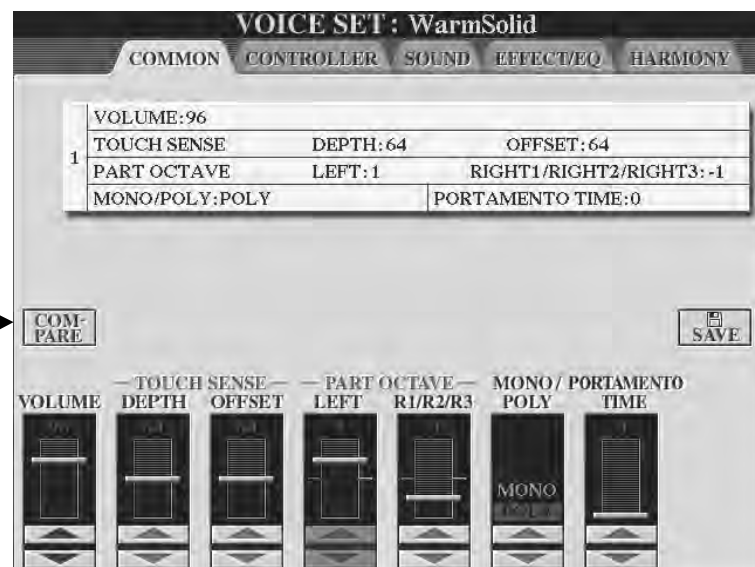 VOICE SET : WarmSolid
COMMON CONTROLLER SOUND EFFECT/EQ HARMONY
VOLUME:96
TOUCH SENSE DEPTH:64 OFFSET:64
1
PART OCTAVE LEFT:1 RIGHT1/RIGHT2/RIGHT3:-1
MONO/POLY:POLY PORTAMENTO TIME:0
COM-
PARE
SAVE
TOUCH SENSE PART OCTAVE MONO / PORTAMENTO
VOLUME DEPTH OFFSET LEFT R1/R2/R3 POLY TIME
MONO